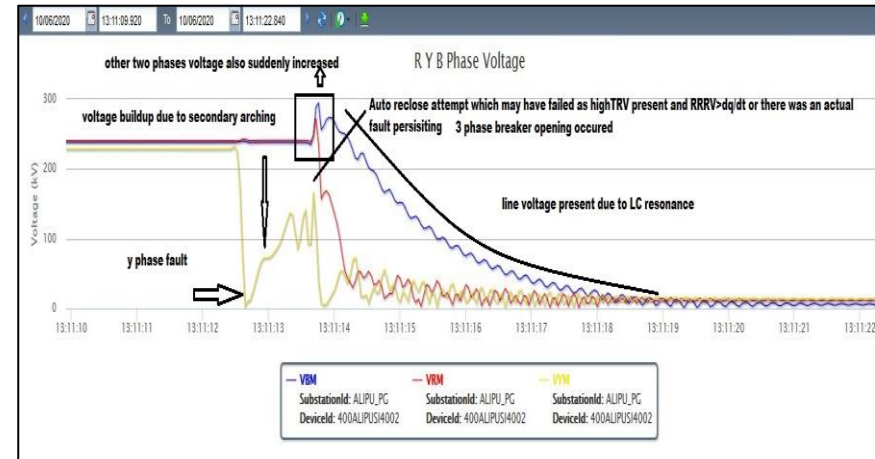 10/06/2020 13:11:09.920 To 10/06/2020 13:11:22.840
R Y B Phase Voltage
other two phases voltage also suddenly increased
Auto reclose attempt which may have failed as highTRV present and RRRV>dq/dt or there was an actual
fault persisiting 3 phase breaker opening occured
voltage buildup due to secondary arching
line voltage present due to LC resonance
y phase fault
Voltage (kV)
300
200
100
0
13:11:10 13:11:11 13:11:12 13:11:13 13:11:14 13:11:15 13:11:16 13:11:17 13:11:18 13:11:19 13:11:20 13:11:21 13:11:22
VBM VRM VYM
SubstationId: ALIPU_PG SubstationId: ALIPU_PG SubstationId: ALIPU_PG
DeviceId: 400ALIPUSI4002 DeviceId: 400ALIPUSI4002 DeviceId: 400ALIPUSI4002